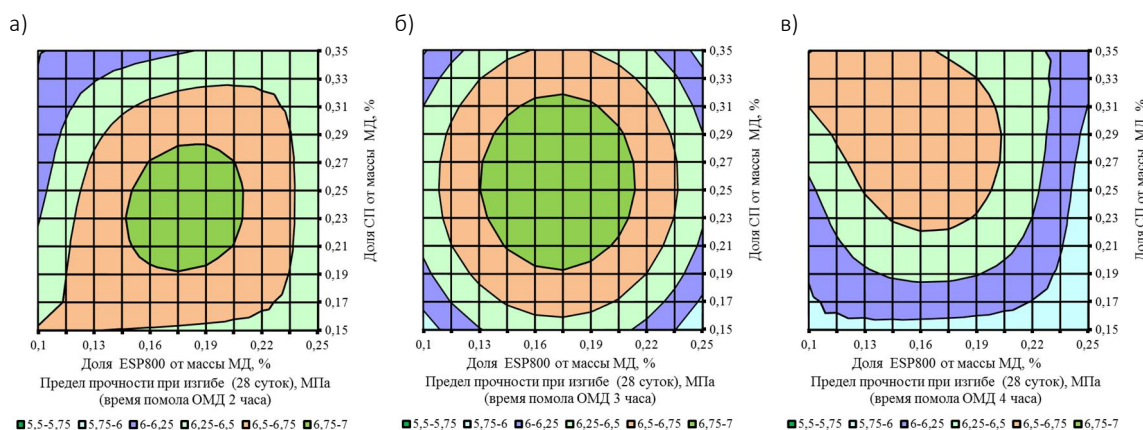 а)
0,35
0,33
0,31
0,29
0,27
0,25
0,23
0,21
0,19
0,17
0,15
Доля СП от массы МД, %
0,1 0,13 0,16 0,19 0,22 0,25
Доля ESP800 от массы МД, %
Предел прочности при изгибе (28 суток), МПа
(время помола ОМД 2 часа)
5,5-5,75 5,75-6 6-6,25 6,25-6,5 6,5-6,75 6,75-7
б)
0,35
0,33
0,31
0,29
0,27
0,25
0,23
0,21
0,19
0,17
0,15
Доля СП от массы МД, %
0,1 0,13 0,16 0,19 0,22 0,25
Доля ESP800 от массы МД, %
Предел прочности при изгибе (28 суток), МПа
(время помола ОМД 3 часа)
5,5-5,75 5,75-6 6-6,25 6,25-6,5 6,5-6,75 6,75-7
в)
0,35
0,33
0,31
0,29
0,27
0,25
0,23
0,21
0,19
0,17
0,15
Доля СП от массы МД, %
0,1 0,13 0,16 0,19 0,22 0,25
Доля ESP800 от массы МД, %
Предел прочности при изгибе (28 суток), МПа
(время помола ОМД 4 часа)
5,5-5,75 5,75-6 6-6,25 6,25-6,5 6,5-6,75 6,75-7